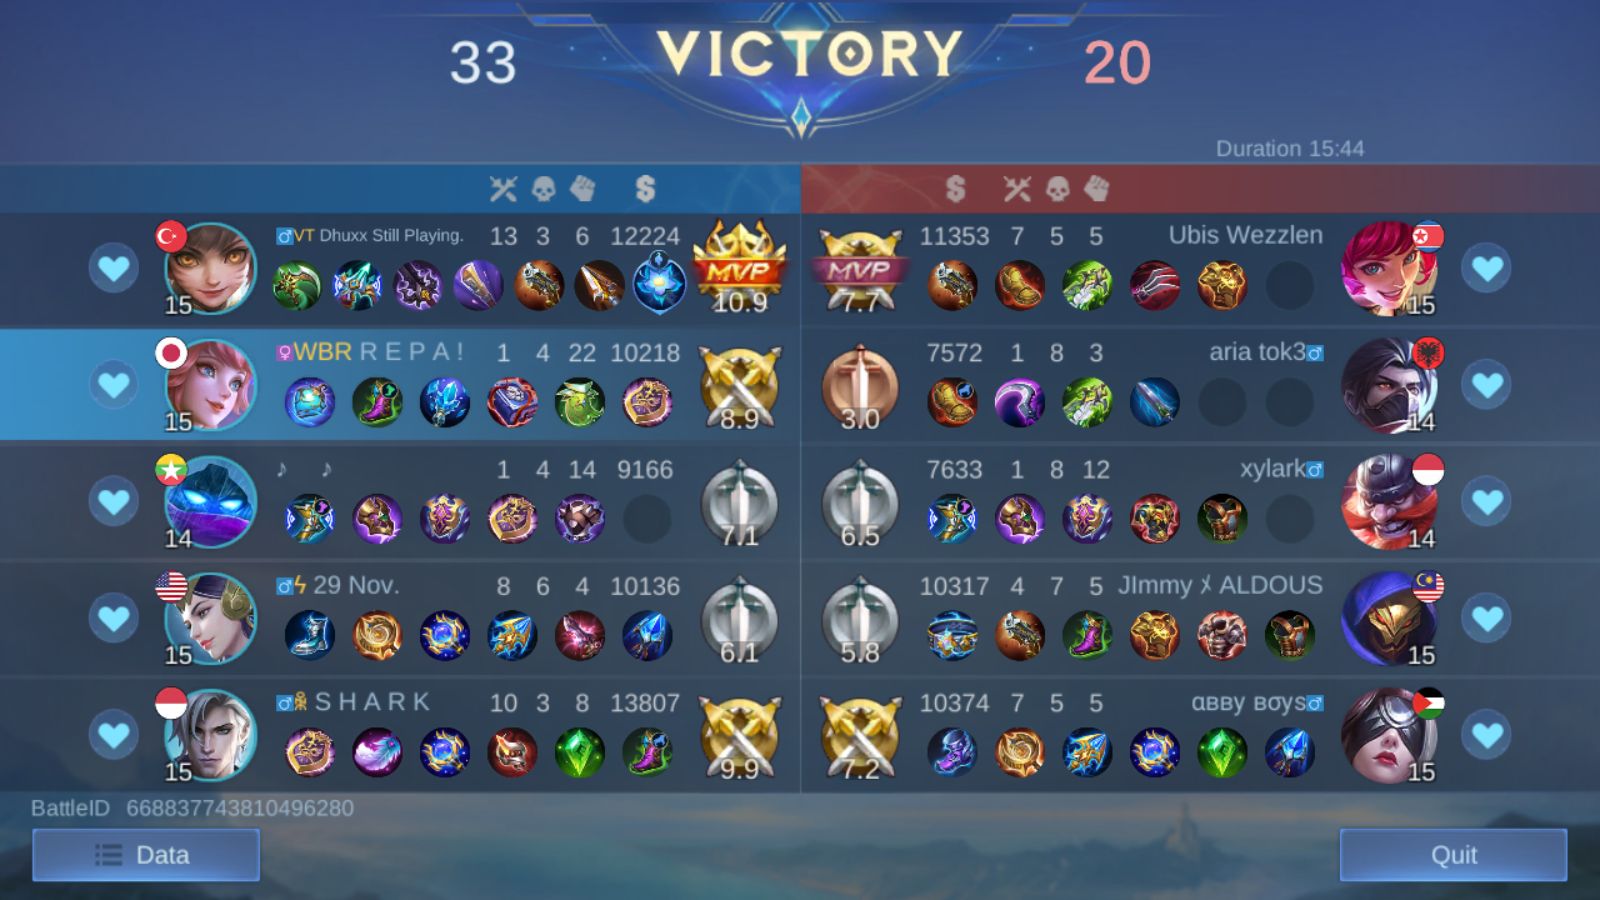 33 VICTORY 20
Duration 15:44
VT Dhuxx Still Playing. 13 3 6 12224 MVP 10.9 15
MVP 7.7 11353 7 5 5 Ubis Wezzlen 15
WBR R E P A ! 1 4 22 10218 8.9 15
3.0 7572 1 8 3 aria tok3 14
♪ ♪ 1 4 14 9166 7.1 14
6.5 7633 1 8 12 xylark 14
29 Nov. 8 6 4 10136 6.1 15
5.8 10317 4 7 5 JImmy メ ALDOUS 15
S H A R K 10 3 8 13807 9.9 15
7.2 10374 7 5 5 αввy вσys 15
BattleID 668837743810496280
Data
Quit